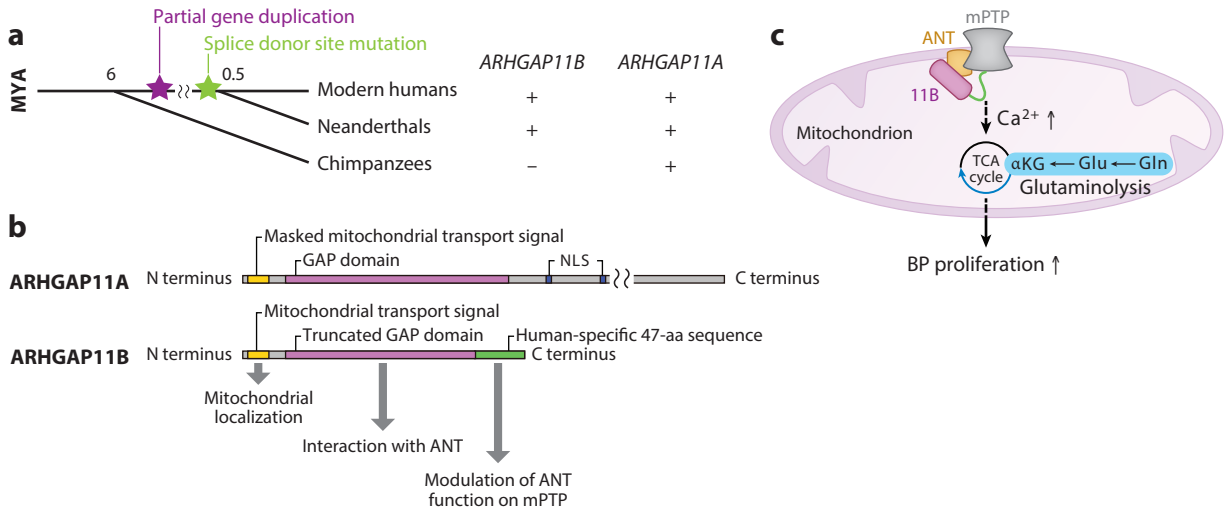 a
Partial gene duplication
Splice donor site mutation
MYA
6
0.5
ARHGAP11B
ARHGAP11A
Modern humans
+
+
Neanderthals
+
+
Chimpanzees
–
+
b
Masked mitochondrial transport signal
GAP domain
NLS
ARHGAP11A
N terminus
C terminus
Mitochondrial transport signal
Truncated GAP domain
Human-specific 47-aa sequence
ARHGAP11B
N terminus
C terminus
Mitochondrial
localization
Interaction with ANT
Modulation of ANT
function on mPTP
c
mPTP
ANT
11B
Ca2+ ↑
Mitochondrion
TCA
cycle
αKG ← Glu ← Gln
Glutaminolysis
BP proliferation ↑